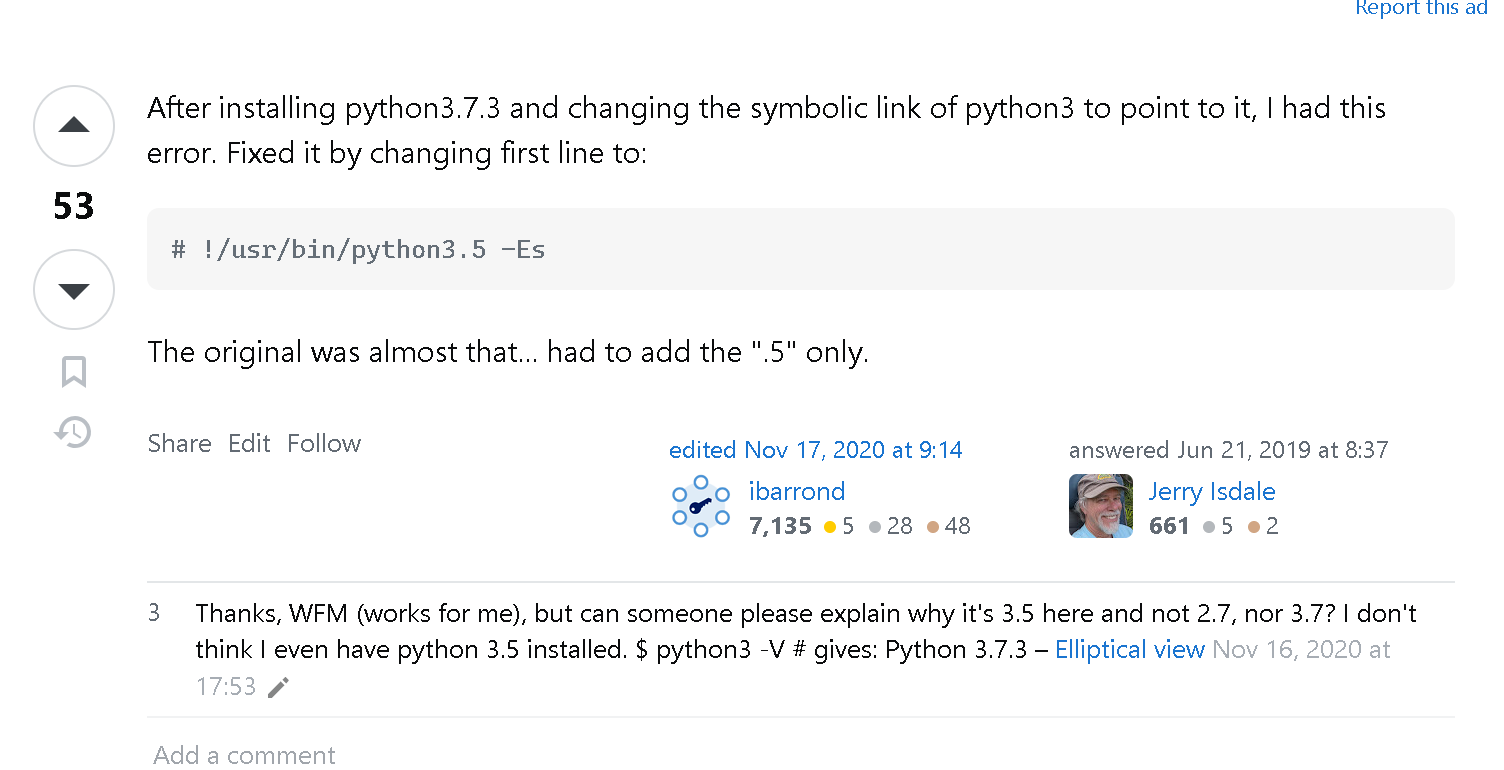 Report this ad
After installing python3.7.3 and changing the symbolic link of python3 to point to it, I had this
error. Fixed it by changing first line to:
53
# !/usr/bin/python3.5 -Es
The original was almost that... had to add the ".5" only.
Share Edit Follow
edited Nov 17, 2020 at 9:14
ibarrond
7,135 5 28 48
answered Jun 21, 2019 at 8:37
Jerry Isdale
661 5 2
3 Thanks, WFM (works for me), but can someone please explain why it's 3.5 here and not 2.7, nor 3.7? I don't
think I even have python 3.5 installed. $ python3 -V # gives: Python 3.7.3 – Elliptical view Nov 16, 2020 at
17:53
Add a comment